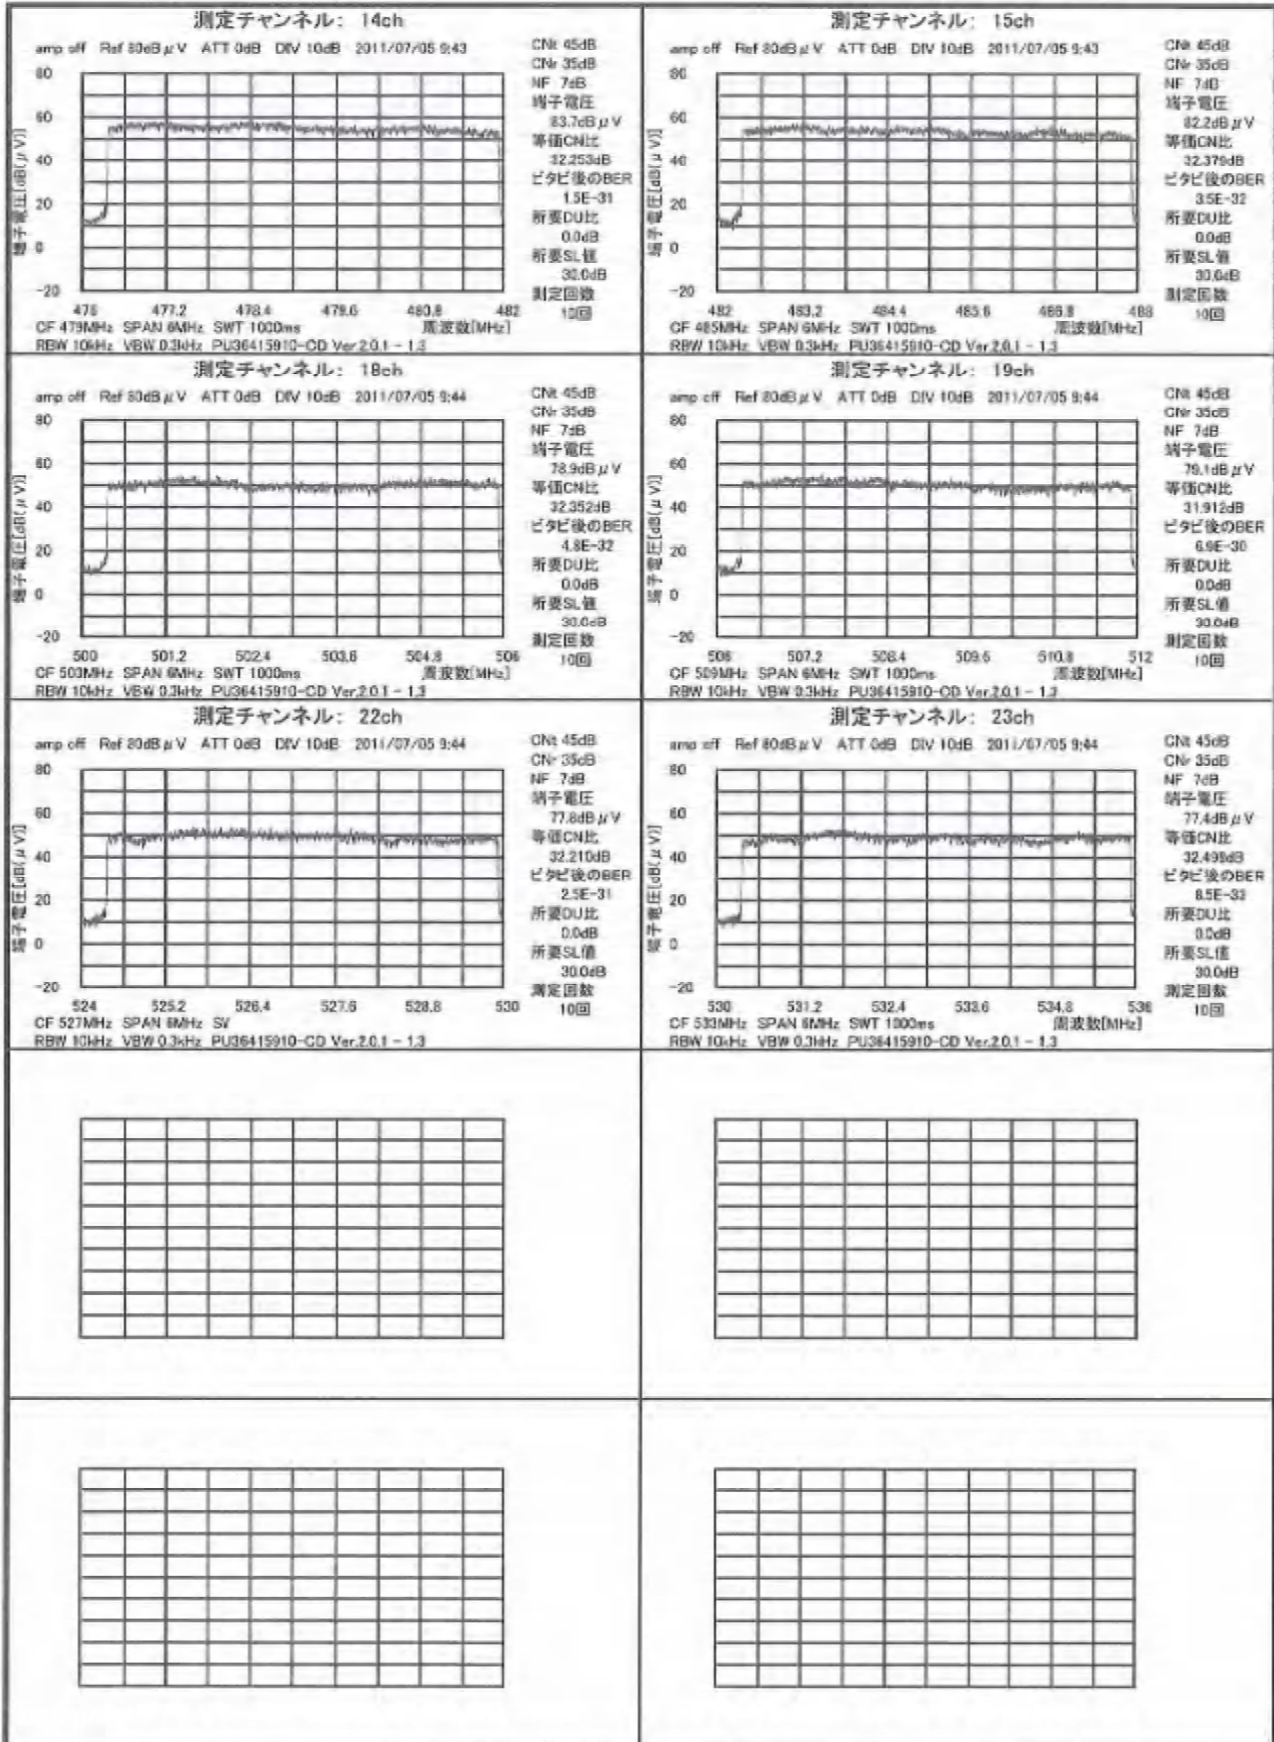 測定チャンネル: 14ch
amp off Ref 80dBμV ATT 0dB DIV 10dB 2011/07/05 9:43
CNt 45dB
CNr 35dB
NF 7dB
端子電圧
83.7dBμV
等価CN比
32.253dB
ビタビ後のBER
1.5E-31
所要DU比
0.0dB
所要SL値
30.0dB
測定回数
10回
端子電圧[dB(μV)]
80
60
40
20
0
-20
476 477.2 478.4 479.6 480.8 482
CF 479MHz SPAN 6MHz SWT 1000ms 周波数[MHz]
RBW 10kHz VBW 0.3kHz PU36415910-CD Ver.2.0.1 - 1.3
測定チャンネル: 15ch
amp off Ref 80dBμV ATT 0dB DIV 10dB 2011/07/05 9:43
CNt 45dB
CNr 35dB
NF 7dB
端子電圧
82.2dBμV
等価CN比
32.379dB
ビタビ後のBER
3.5E-32
所要DU比
0.0dB
所要SL値
30.0dB
測定回数
10回
端子電圧[dB(μV)]
80
60
40
20
0
-20
482 483.2 484.4 485.6 486.8 488
CF 485MHz SPAN 6MHz SWT 1000ms 周波数[MHz]
RBW 10kHz VBW 0.3kHz PU36415910-CD Ver.2.0.1 - 1.3
測定チャンネル: 18ch
amp off Ref 80dBμV ATT 0dB DIV 10dB 2011/07/05 9:44
CNt 45dB
CNr 35dB
NF 7dB
端子電圧
78.9dBμV
等価CN比
32.352dB
ビタビ後のBER
4.8E-32
所要DU比
0.0dB
所要SL値
30.0dB
測定回数
10回
端子電圧[dB(μV)]
80
60
40
20
0
-20
500 501.2 502.4 503.6 504.8 506
CF 503MHz SPAN 6MHz SWT 1000ms 周波数[MHz]
RBW 10kHz VBW 0.3kHz PU36415910-CD Ver.2.0.1 - 1.3
測定チャンネル: 19ch
amp off Ref 80dBμV ATT 0dB DIV 10dB 2011/07/05 9:44
CNt 45dB
CNr 35dB
NF 7dB
端子電圧
79.1dBμV
等価CN比
31.912dB
ビタビ後のBER
6.9E-30
所要DU比
0.0dB
所要SL値
30.0dB
測定回数
10回
端子電圧[dB(μV)]
80
60
40
20
0
-20
506 507.2 508.4 509.6 510.8 512
CF 509MHz SPAN 6MHz SWT 1000ms 周波数[MHz]
RBW 10kHz VBW 0.3kHz PU36415910-CD Ver.2.0.1 - 1.3
測定チャンネル: 22ch
amp off Ref 80dBμV ATT 0dB DIV 10dB 2011/07/05 9:44
CNt 45dB
CNr 35dB
NF 7dB
端子電圧
77.8dBμV
等価CN比
32.210dB
ビタビ後のBER
2.5E-31
所要DU比
0.0dB
所要SL値
30.0dB
測定回数
10回
端子電圧[dB(μV)]
80
60
40
20
0
-20
524 525.2 526.4 527.6 528.8 530
CF 527MHz SPAN 6MHz SV
RBW 10kHz VBW 0.3kHz PU36415910-CD Ver.2.0.1 - 1.3
測定チャンネル: 23ch
amp off Ref 80dBμV ATT 0dB DIV 10dB 2011/07/05 9:44
CNt 45dB
CNr 35dB
NF 7dB
端子電圧
77.4dBμV
等価CN比
32.499dB
ビタビ後のBER
8.5E-33
所要DU比
0.0dB
所要SL値
30.0dB
測定回数
10回
端子電圧[dB(μV)]
80
60
40
20
0
-20
530 531.2 532.4 533.6 534.8 536
CF 533MHz SPAN 6MHz SWT 1000ms 周波数[MHz]
RBW 10kHz VBW 0.3kHz PU36415910-CD Ver.2.0.1 - 1.3